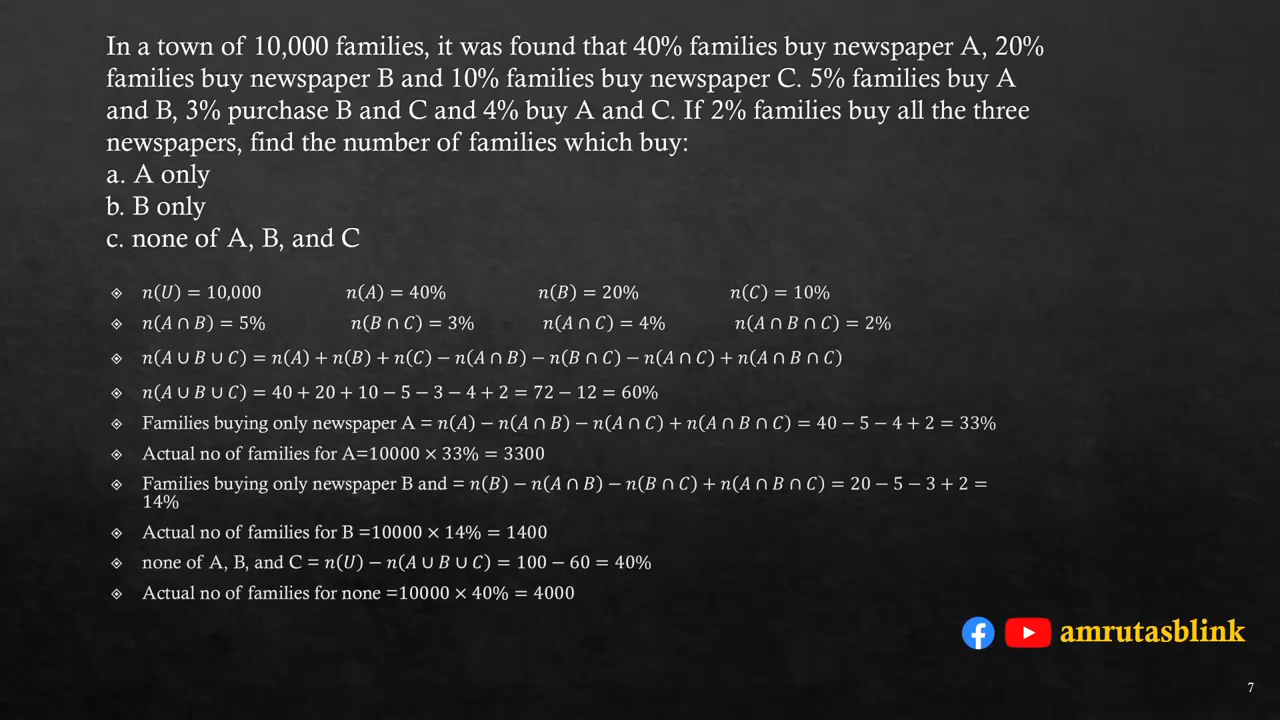 In a town of 10,000 families, it was found that 40% families buy newspaper A, 20%
families buy newspaper B and 10% families buy newspaper C. 5% families buy A
and B, 3% purchase B and C and 4% buy A and C. If 2% families buy all the three
newspapers, find the number of families which buy:
a. A only
b. B only
c. none of A, B, and C
n(U) = 10,000 n(A) = 40% n(B) = 20% n(C) = 10%
n(A ∩ B) = 5% n(B ∩ C) = 3% n(A ∩ C) = 4% n(A ∩ B ∩ C) = 2%
n(A ∪ B ∪ C) = n(A) + n(B) + n(C) − n(A ∩ B) − n(B ∩ C) − n(A ∩ C) + n(A ∩ B ∩ C)
n(A ∪ B ∪ C) = 40 + 20 + 10 − 5 − 3 − 4 + 2 = 72 − 12 = 60%
Families buying only newspaper A = n(A) − n(A ∩ B) − n(A ∩ C) + n(A ∩ B ∩ C) = 40 − 5 − 4 + 2 = 33%
Actual no of families for A=10000 × 33% = 3300
Families buying only newspaper B and = n(B) − n(A ∩ B) − n(B ∩ C) + n(A ∩ B ∩ C) = 20 − 5 − 3 + 2 =
14%
Actual no of families for B =10000 × 14% = 1400
none of A, B, and C = n(U) − n(A ∪ B ∪ C) = 100 − 60 = 40%
Actual no of families for none =10000 × 40% = 4000
amrutasblink
7